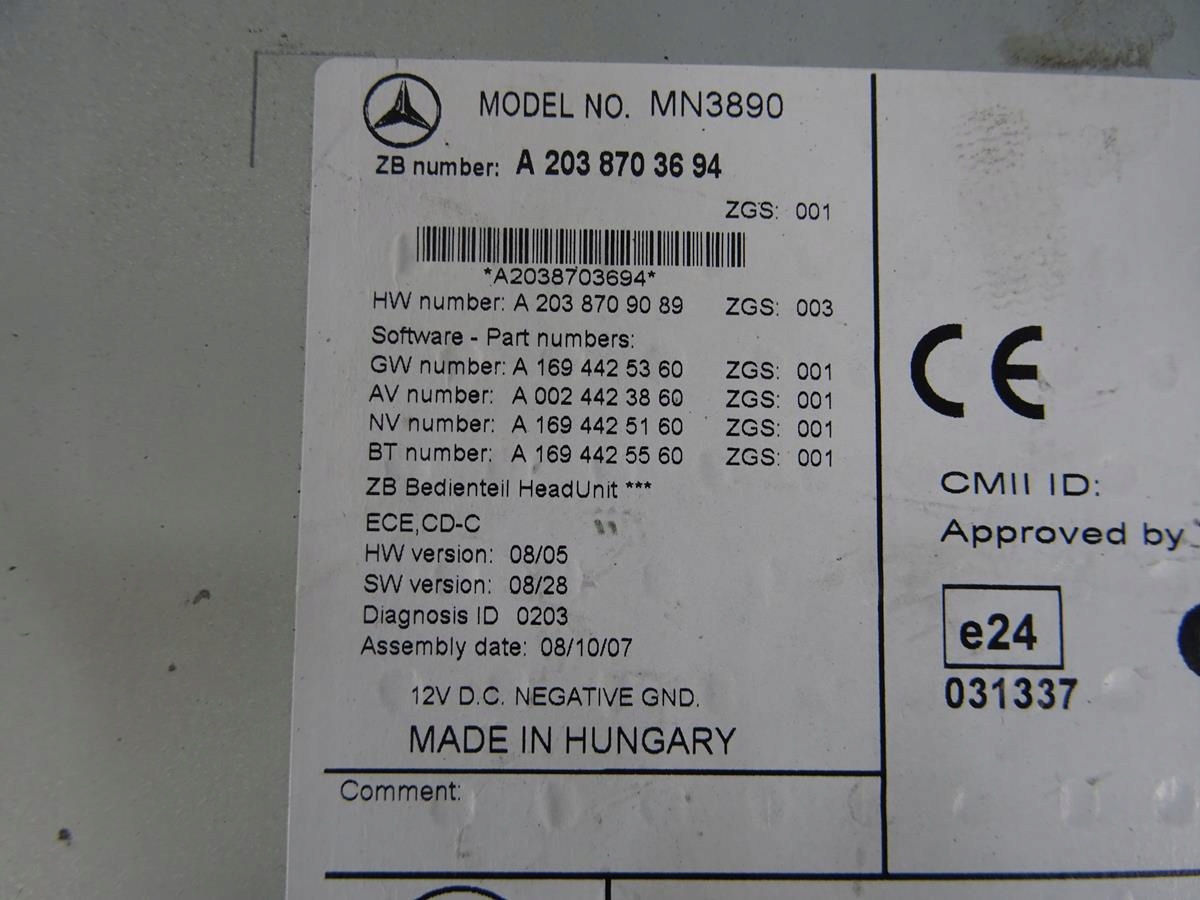 MODEL NO. MN3890
ZB number: A 203 870 36 94
ZGS: 001
*A2038703694*
HW number: A 203 870 90 89 ZGS: 003
Software - Part numbers:
GW number: A 169 442 53 60 ZGS: 001
AV number: A 002 442 38 60 ZGS: 001
NV number: A 169 442 51 60 ZGS: 001
BT number: A 169 442 55 60 ZGS: 001
ZB Bedienteil HeadUnit ***
ECE,CD-C
HW version: 08/05
SW version: 08/28
Diagnosis ID 0203
Assembly date: 08/10/07
12V D.C. NEGATIVE GND.
MADE IN HUNGARY
Comment:
CE
CMII ID:
Approved by
e24
031337